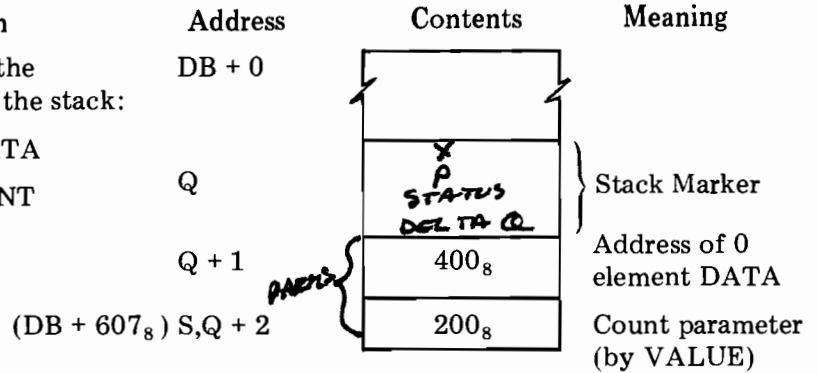 n Address Contents Meaning
the DB + 0
the stack:
TA X
P
NT Q STATUS Stack Marker
DELTA Q
Q + 1 400₈ Address of 0
element DATA
PARMS
(DB + 607₈) S,Q + 2 200₈ Count parameter
(by VALUE)